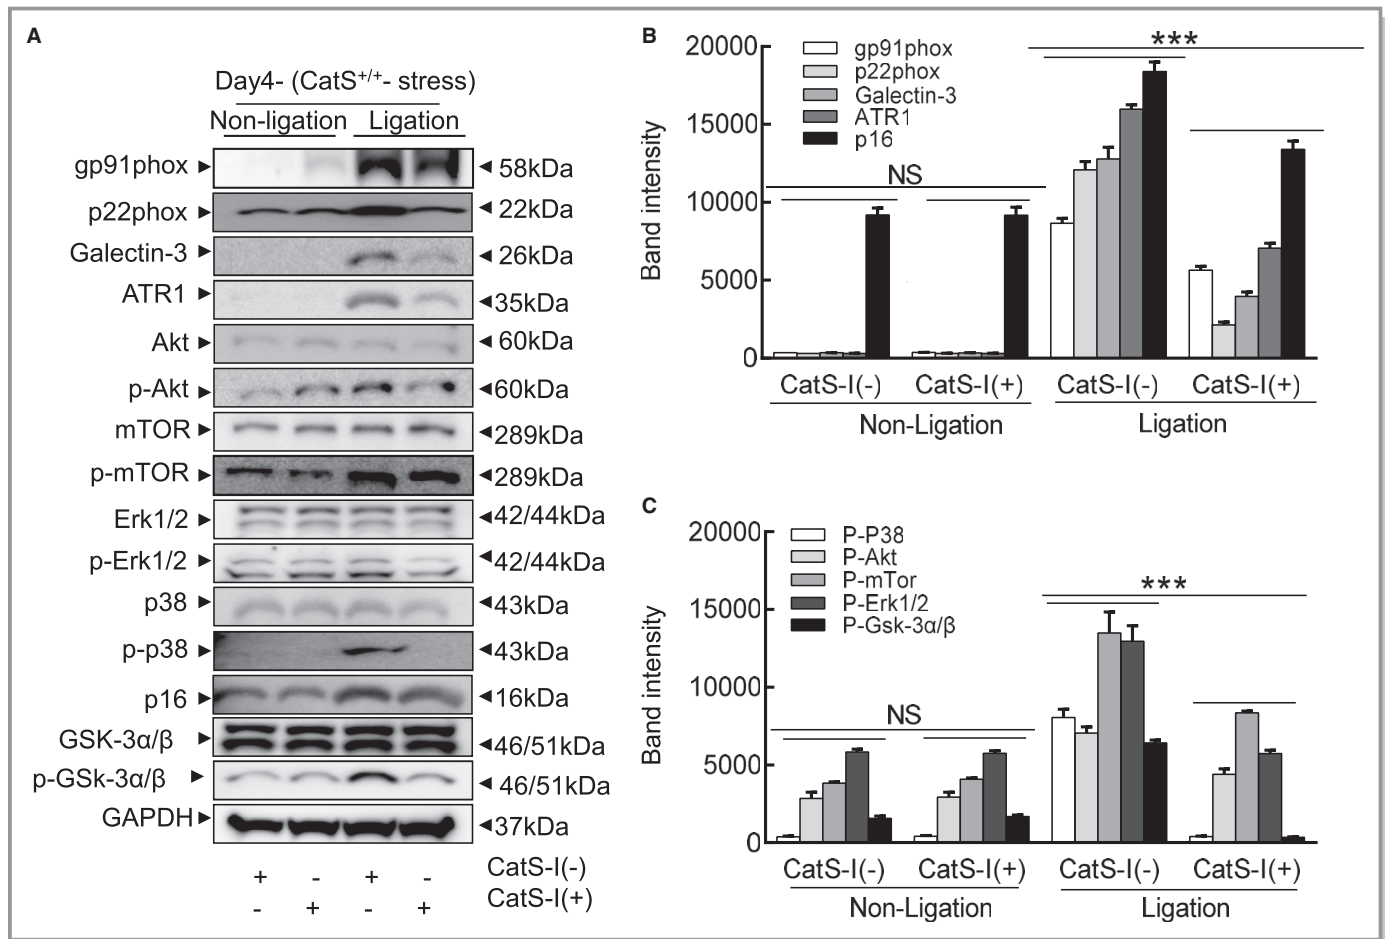 A
Day4- (CatS+/+- stress)
Non-ligation Ligation
gp91phox 58kDa
p22phox 22kDa
Galectin-3 26kDa
ATR1 35kDa
Akt 60kDa
p-Akt 60kDa
mTOR 289kDa
p-mTOR 289kDa
Erk1/2 42/44kDa
p-Erk1/2 42/44kDa
p38 43kDa
p-p38 43kDa
p16 16kDa
GSK-3α/β 46/51kDa
p-GSk-3α/β 46/51kDa
GAPDH 37kDa
+ - + - CatS-I(-)
- + - + CatS-I(+)
B
Band intensity
20000
15000
10000
5000
0
gp91phox
p22phox
Galectin-3
ATR1
p16
NS
***
CatS-I(-) CatS-I(+) CatS-I(-) CatS-I(+)
Non-Ligation Ligation
C
Band intensity
20000
15000
10000
5000
0
P-P38
P-Akt
P-mTor
P-Erk1/2
P-Gsk-3α/β
NS
***
CatS-I(-) CatS-I(+) CatS-I(-) CatS-I(+)
Non-Ligation Ligation